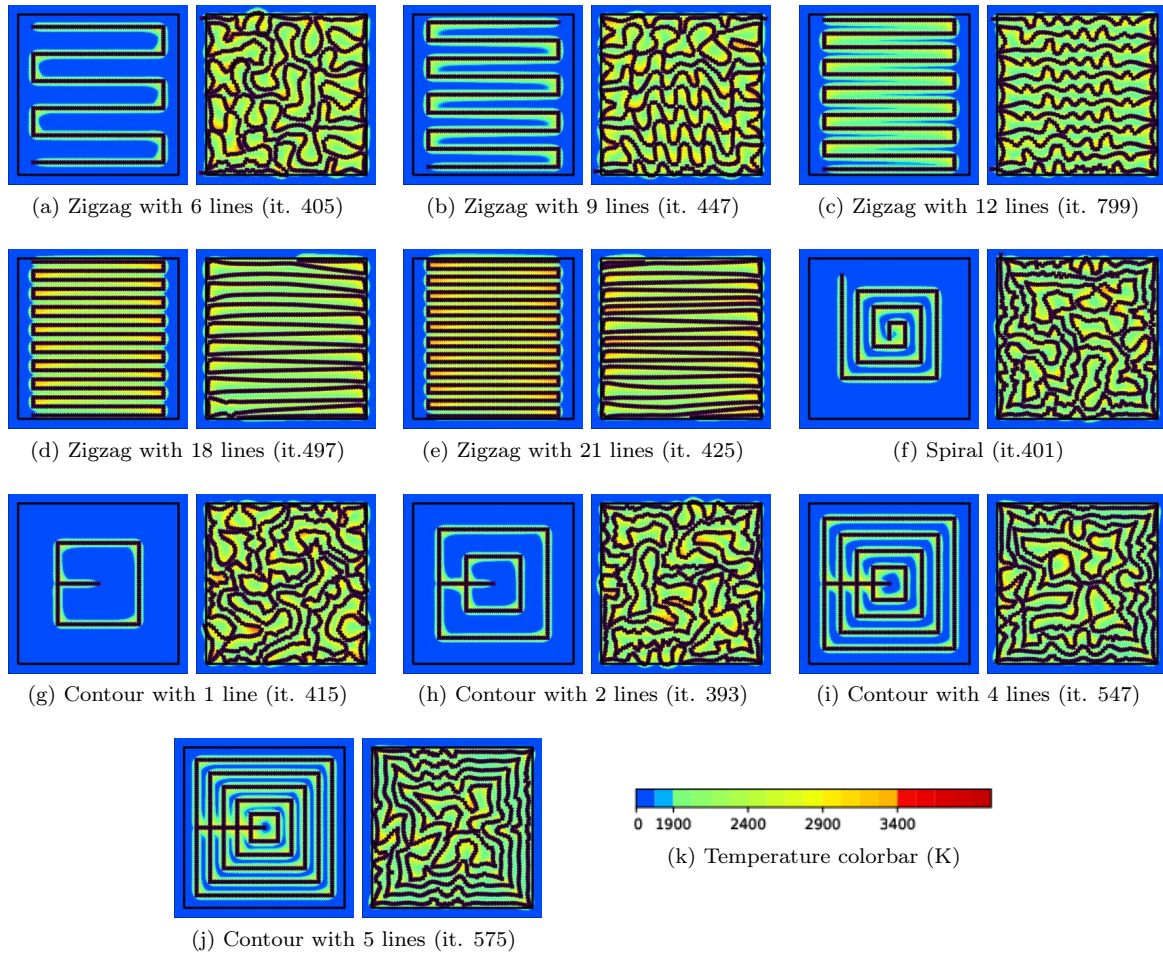 (a) Zigzag with 6 lines (it. 405)
(b) Zigzag with 9 lines (it. 447)
(c) Zigzag with 12 lines (it. 799)
(d) Zigzag with 18 lines (it.497)
(e) Zigzag with 21 lines (it. 425)
(f) Spiral (it.401)
(g) Contour with 1 line (it. 415)
(h) Contour with 2 lines (it. 393)
(i) Contour with 4 lines (it. 547)
0 1900 2400 2900 3400
(k) Temperature colorbar (K)
(j) Contour with 5 lines (it. 575)